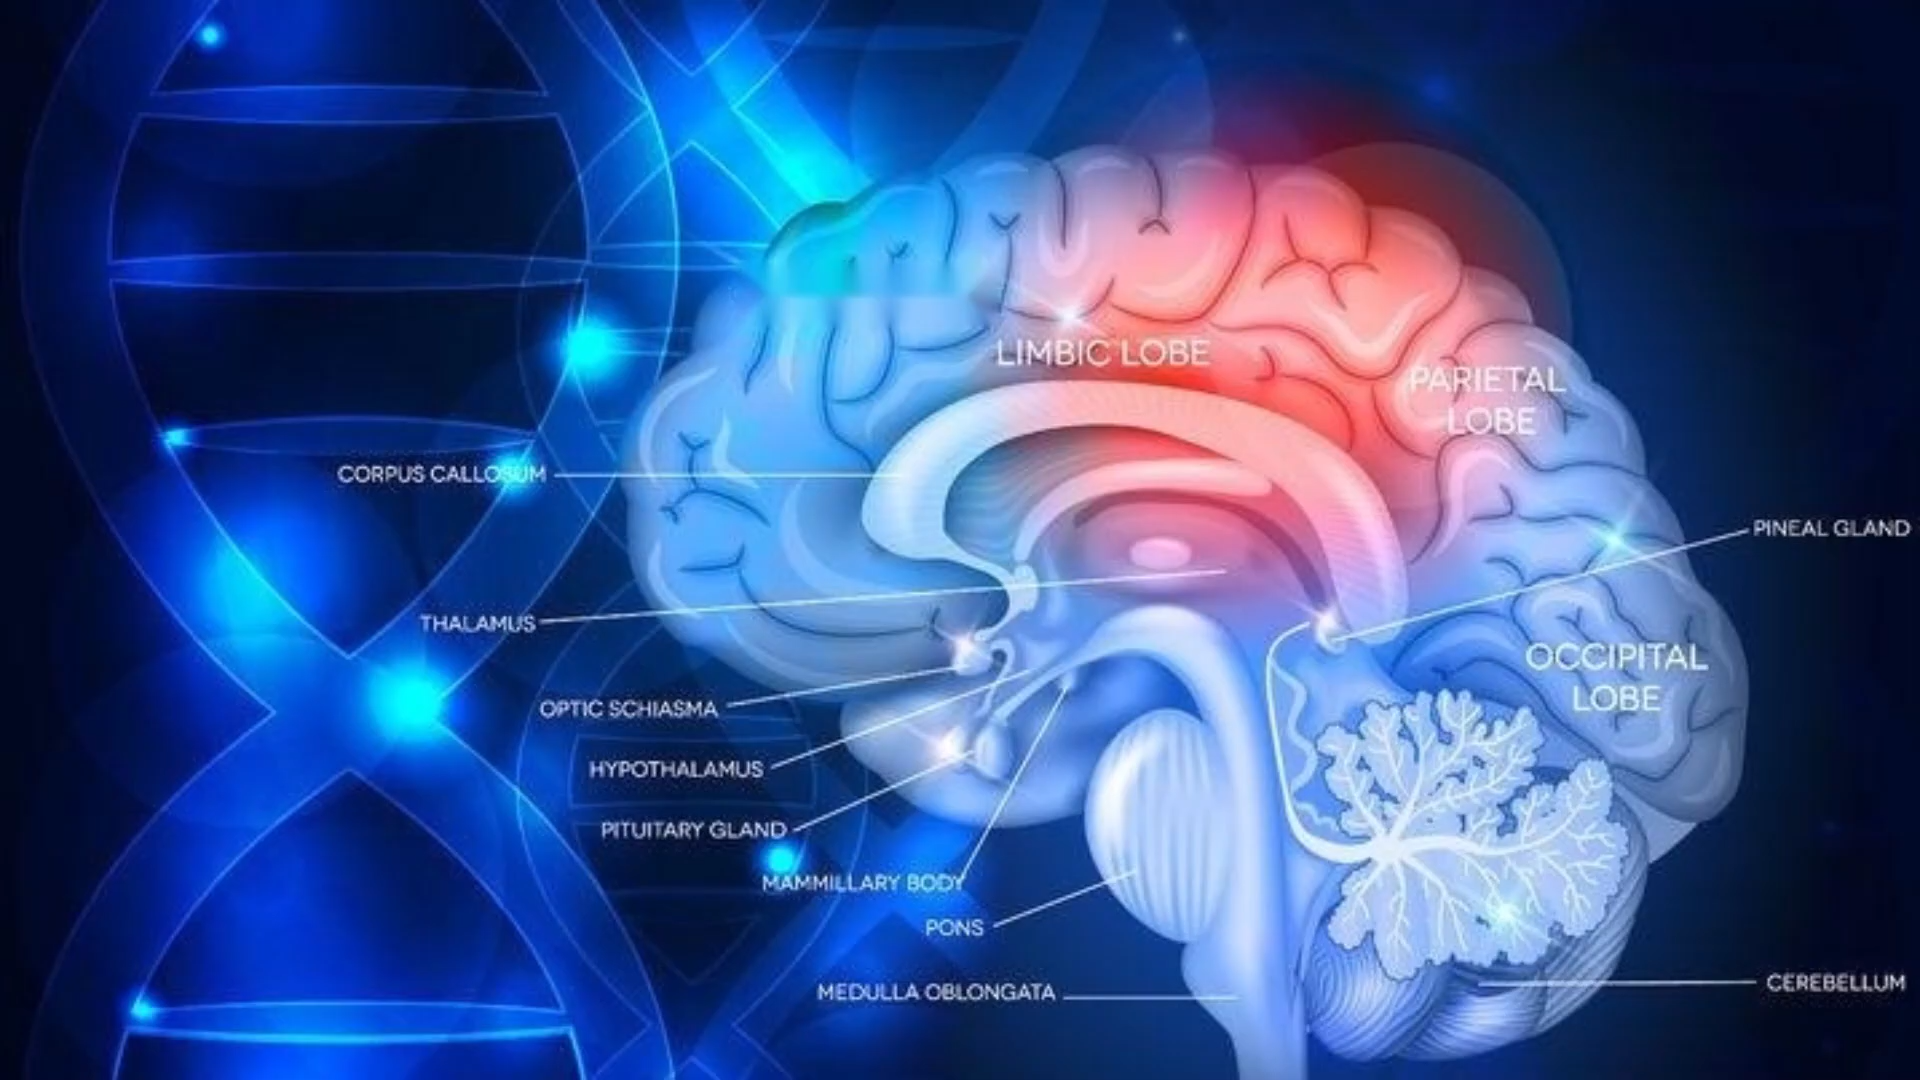 LIMBIC LOBE
PARIETAL
LOBE
CORPUS CALLOSUM
PINEAL GLAND
THALAMUS
OCCIPITAL
LOBE
OPTIC SCHIASMA
HYPOTHALAMUS
PITUITARY GLAND
MAMMILLARY BODY
PONS
MEDULLA OBLONGATA
CEREBELLUM